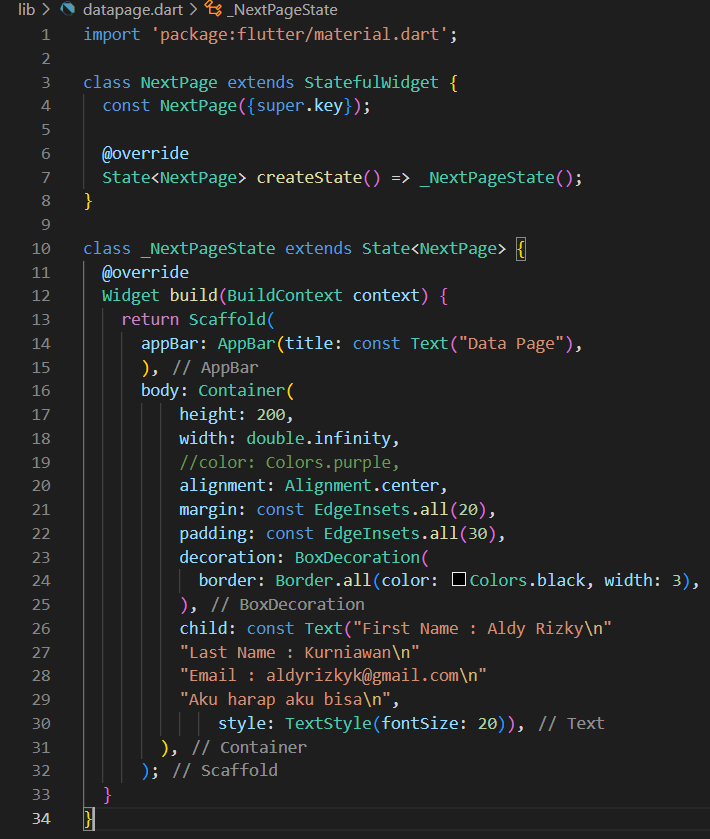 lib > datapage.dart > _NextPageState
1 import 'package:flutter/material.dart';
2
3 class NextPage extends StatefulWidget {
4   const NextPage({super.key});
5
6   @override
7   State<NextPage> createState() => _NextPageState();
8 }
9
10 class _NextPageState extends State<NextPage> {
11   @override
12   Widget build(BuildContext context) {
13     return Scaffold(
14       appBar: AppBar(title: const Text("Data Page"),
15       ), // AppBar
16       body: Container(
17           height: 200,
18           width: double.infinity,
19           //color: Colors.purple,
20           alignment: Alignment.center,
21           margin: const EdgeInsets.all(20),
22           padding: const EdgeInsets.all(30),
23           decoration: BoxDecoration(
24             border: Border.all(color: Colors.black, width: 3),
25           ), // BoxDecoration
26           child: const Text("First Name : Aldy Rizky\n"
27           "Last Name : Kurniawan\n"
28           "Email : aldyrizkyk@gmail.com\n"
29           "Aku harap aku bisa\n",
30               style: TextStyle(fontSize: 20)), // Text
31         ), // Container
32       ); // Scaffold
33   }
34 }